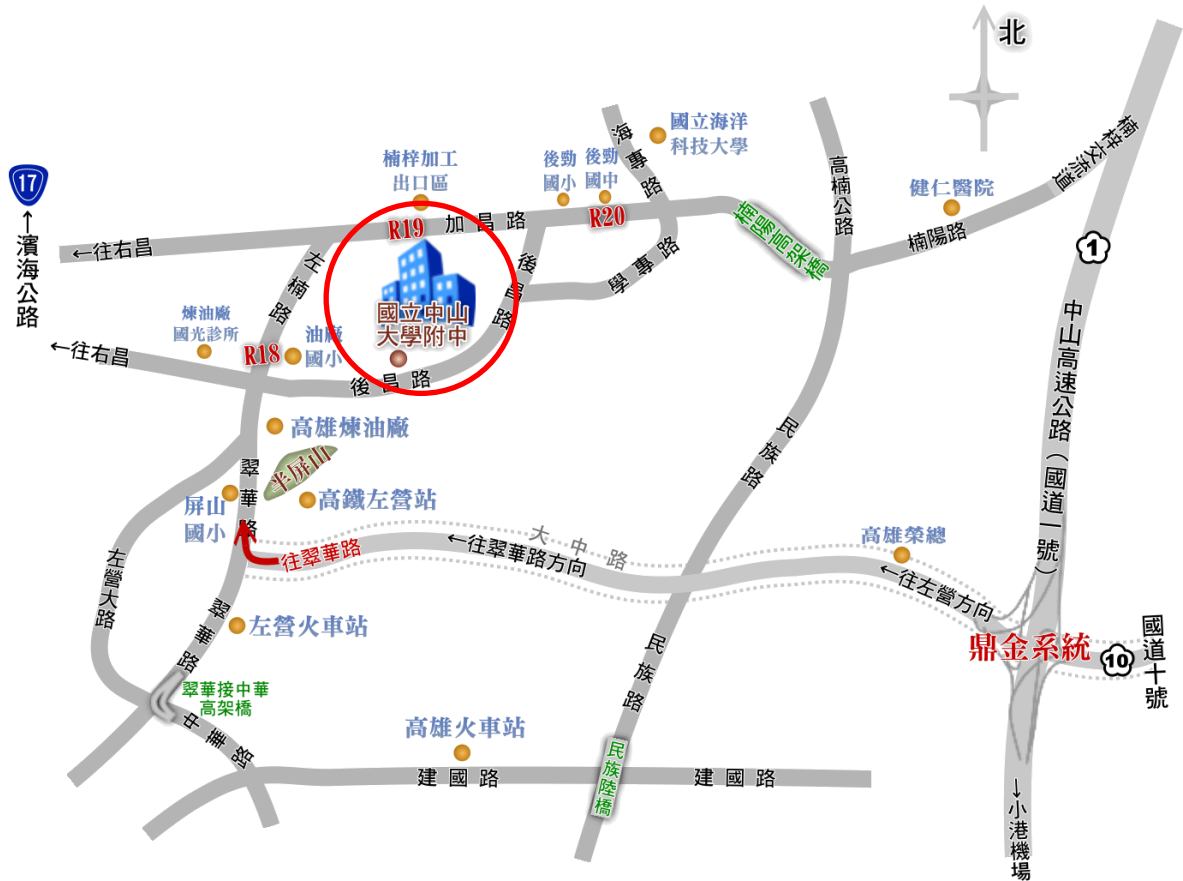 北
國立海洋
科技大學
海專路
楠梓交流道
楠梓加工
出口區
後勁
國小
後勁
國中
高楠公路
健仁醫院
17
←濱海公路
R19
加昌路
R20
楠陽高架橋
楠陽路
1
←往右昌
左楠路
後昌路
學專路
國立中山
大學附中
煉油廠
國光診所
R18
油廠
國小
←往右昌
後昌路
中山高速公路(國道一號)
高雄煉油廠
半屏山
民族路
翠華路
屏山
國小
高鐵左營站
大中路
往翠華路
←往翠華路方向
高雄榮總
←往左營方向
左營大路
翠華路
左營火車站
民族路
鼎金系統
10
國道十號
翠華接中華
高架橋
中華路
高雄火車站
民族陸橋
建國路
建國路
←小港機場